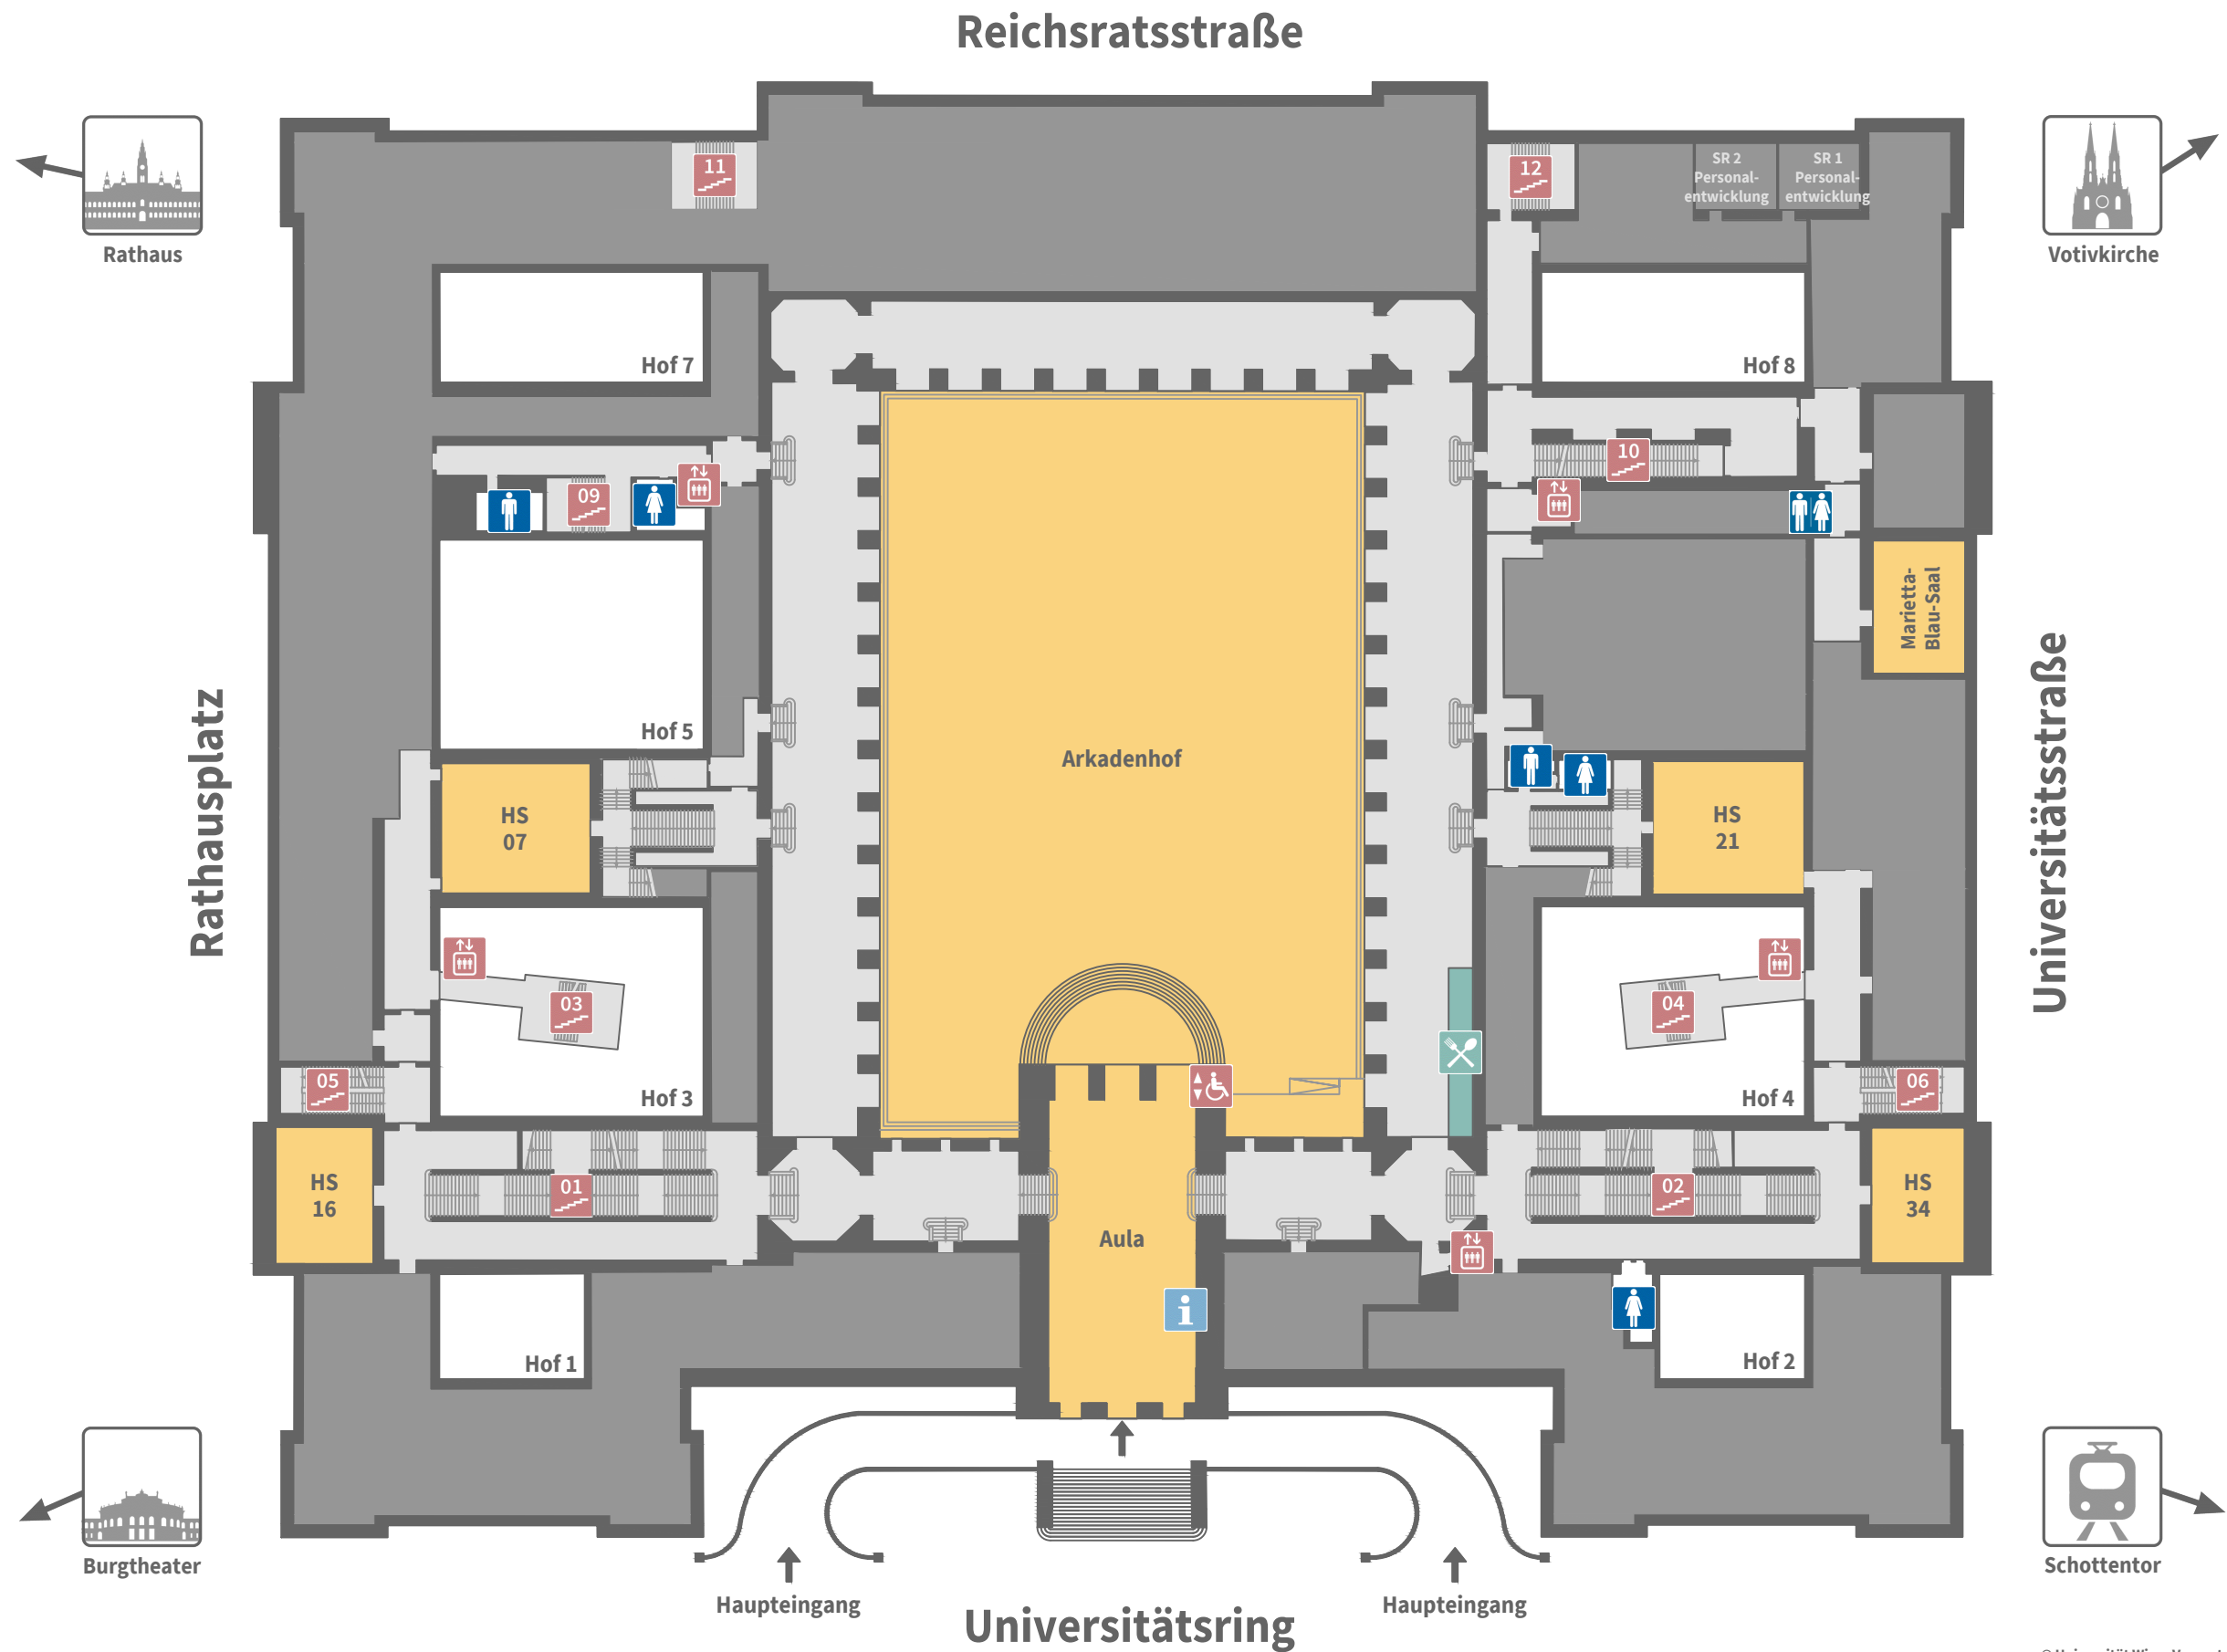 Reichsratsstraße
11
12
SR 2
Personal-
entwicklung
SR 1
Personal-
entwicklung
Rathaus
Votivkirche
Hof 7
Hof 8
10
09
Marietta-
Blau-Saal
Rathausplatz
Universitätsstraße
Hof 5
Arkadenhof
HS
07
HS
21
03
04
05
Hof 3
Hof 4
06
HS
16
01
02
HS
34
Aula
i
Hof 1
Hof 2
Burgtheater
Schottentor
Haupteingang
Haupteingang
Universitätsring